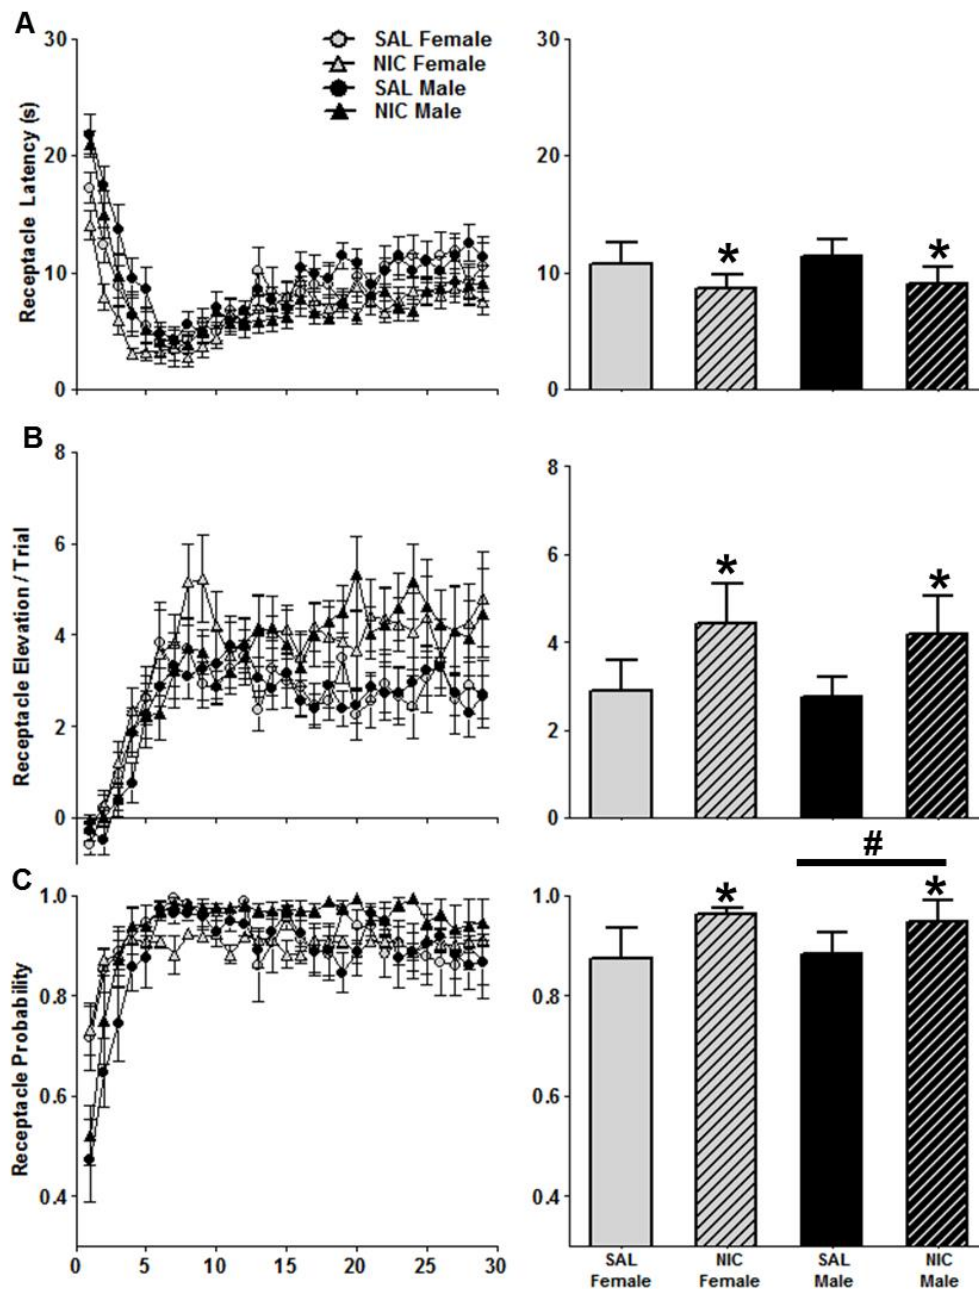 A
30
20
10
0
Receptacle Latency (s)
SAL Female
NIC Female
SAL Male
NIC Male
30
20
10
0
*
*
B
8
6
4
2
0
Receptacle Elevation / Trial
8
6
4
2
0
*
*
C
1.0
0.8
0.6
0.4
Receptacle Probability
0
5
10
15
20
25
30
#
1.0
0.8
0.6
0.4
*
*
SAL
Female
NIC
Female
SAL
Male
NIC
Male